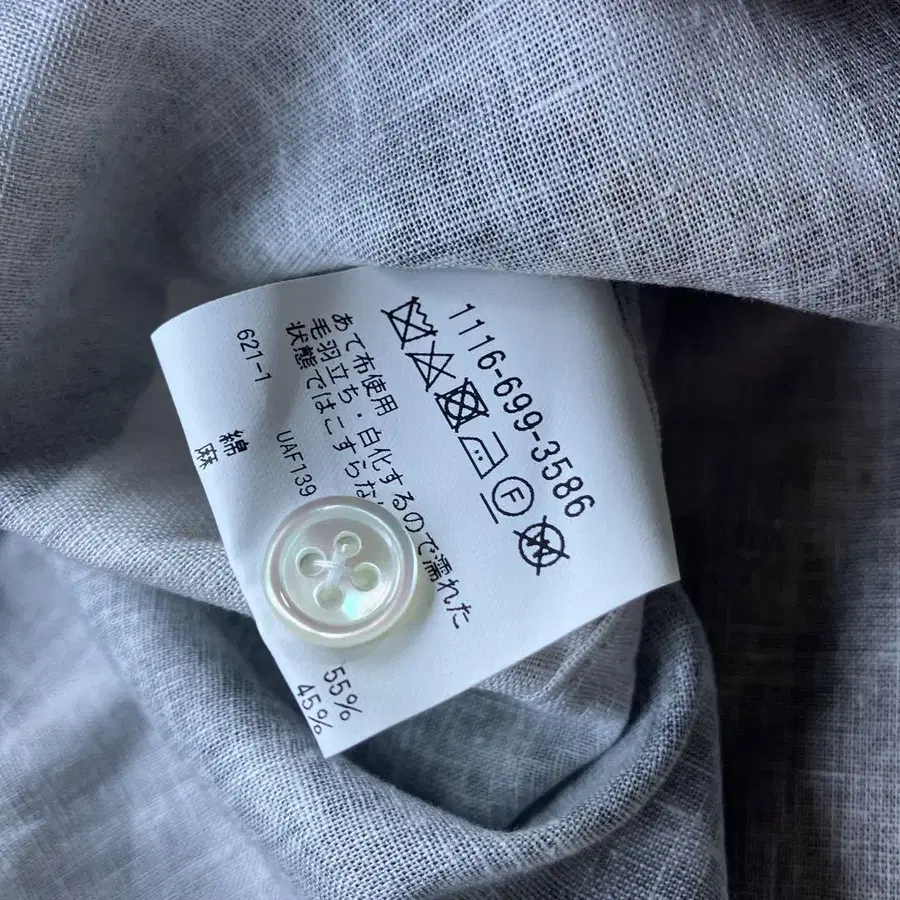 1116-699-3586
F
あて布使用
毛羽立ち・白化するので濡れた
状態ではこすらな
UAF139
621-1
綿 55%
麻 45%